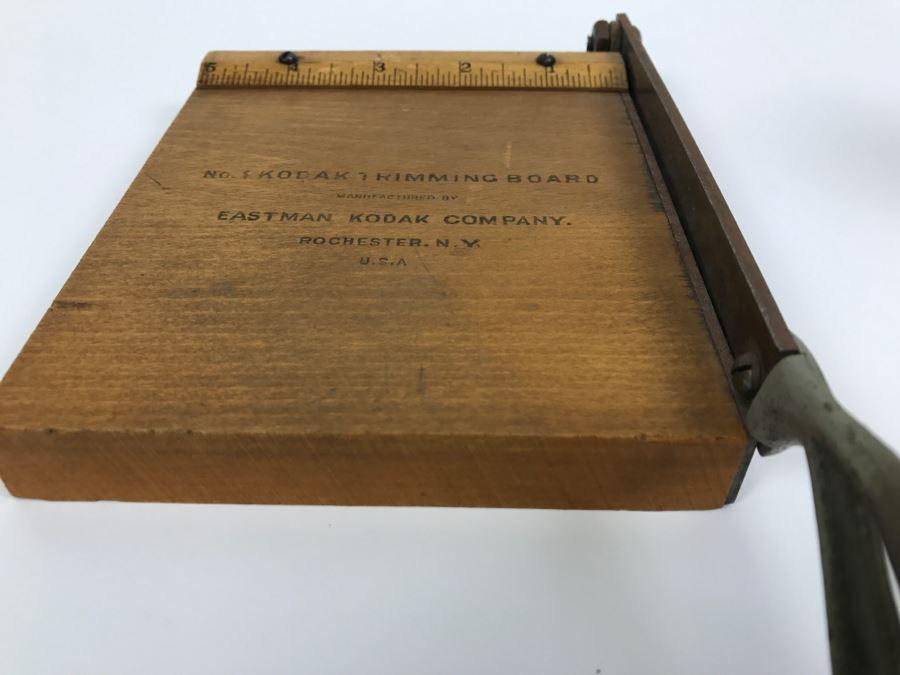 5 4 3 2 1
No. 1 KODAK TRIMMING BOARD
MANUFACTURED BY
EASTMAN KODAK COMPANY.
ROCHESTER. N.Y.
U.S.A